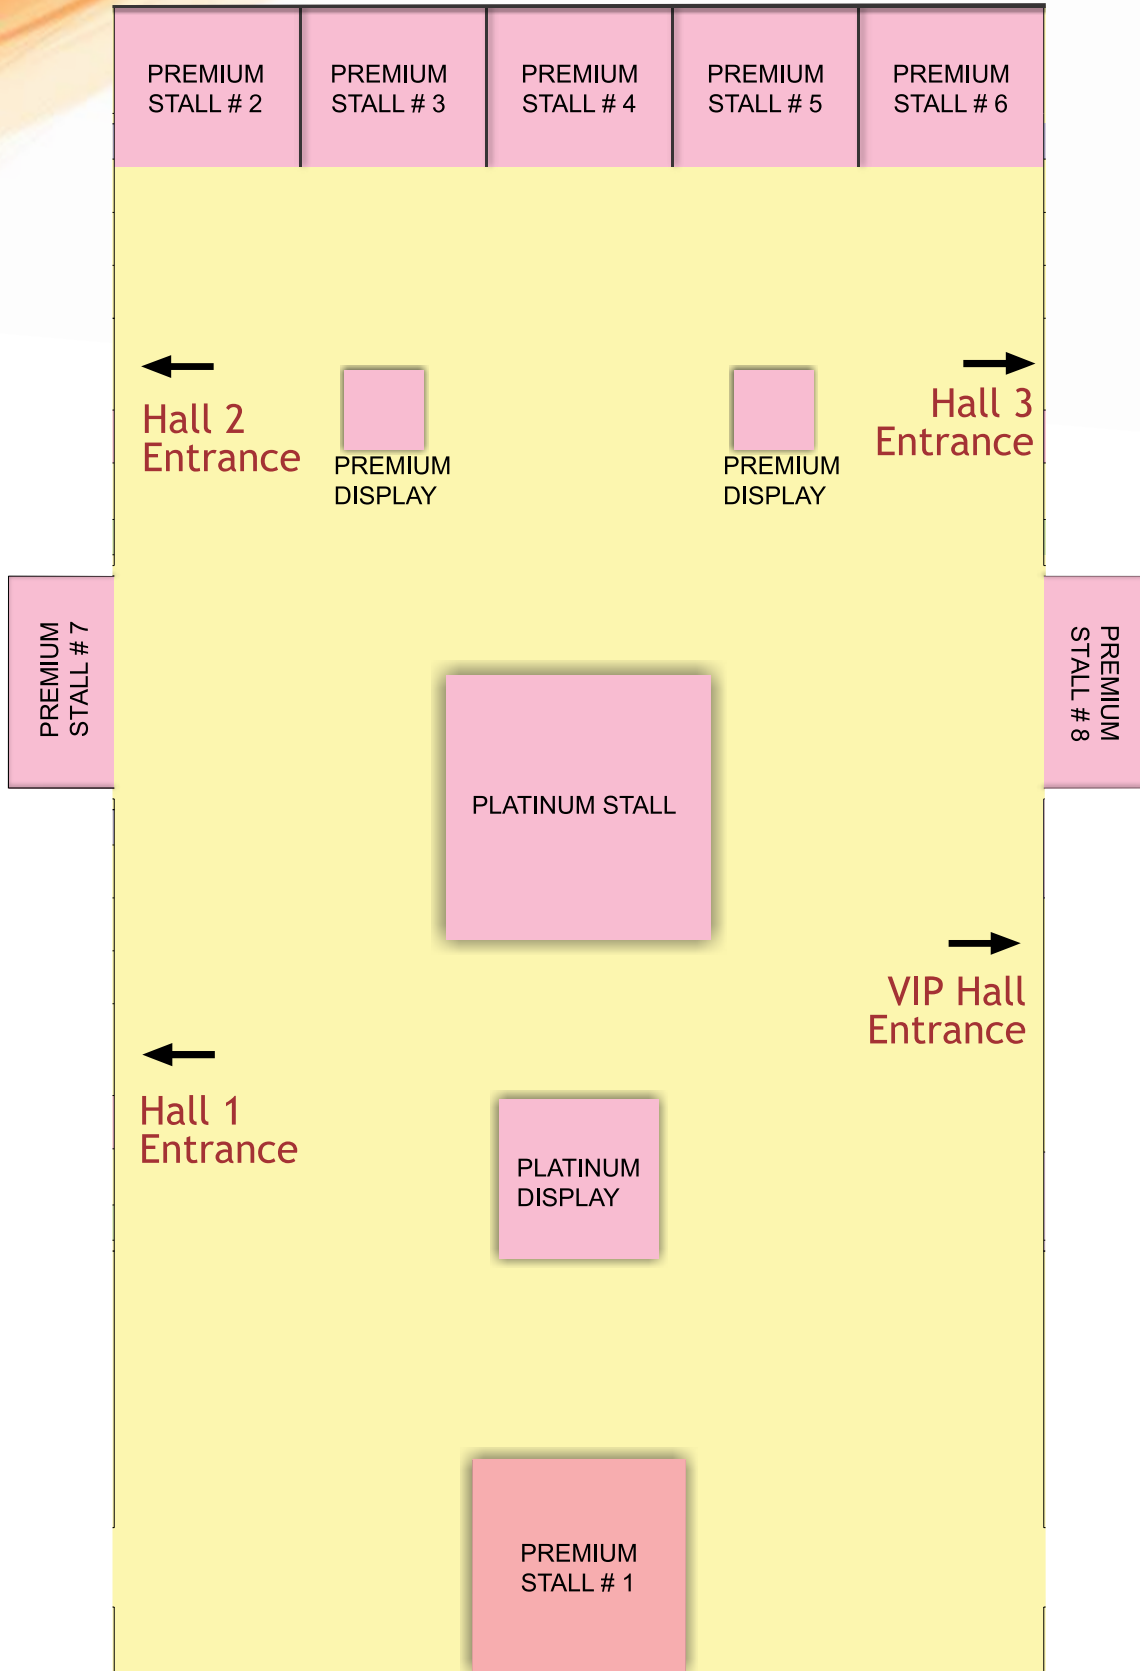 PREMIUM
STALL # 2
PREMIUM
STALL # 3
PREMIUM
STALL # 4
PREMIUM
STALL # 5
PREMIUM
STALL # 6
Hall 2
Entrance
PREMIUM
DISPLAY
PREMIUM
DISPLAY
Hall 3
Entrance
PREMIUM
STALL # 7
PLATINUM STALL
PREMIUM
STALL # 8
VIP Hall
Entrance
Hall 1
Entrance
PLATINUM
DISPLAY
PREMIUM
STALL # 1